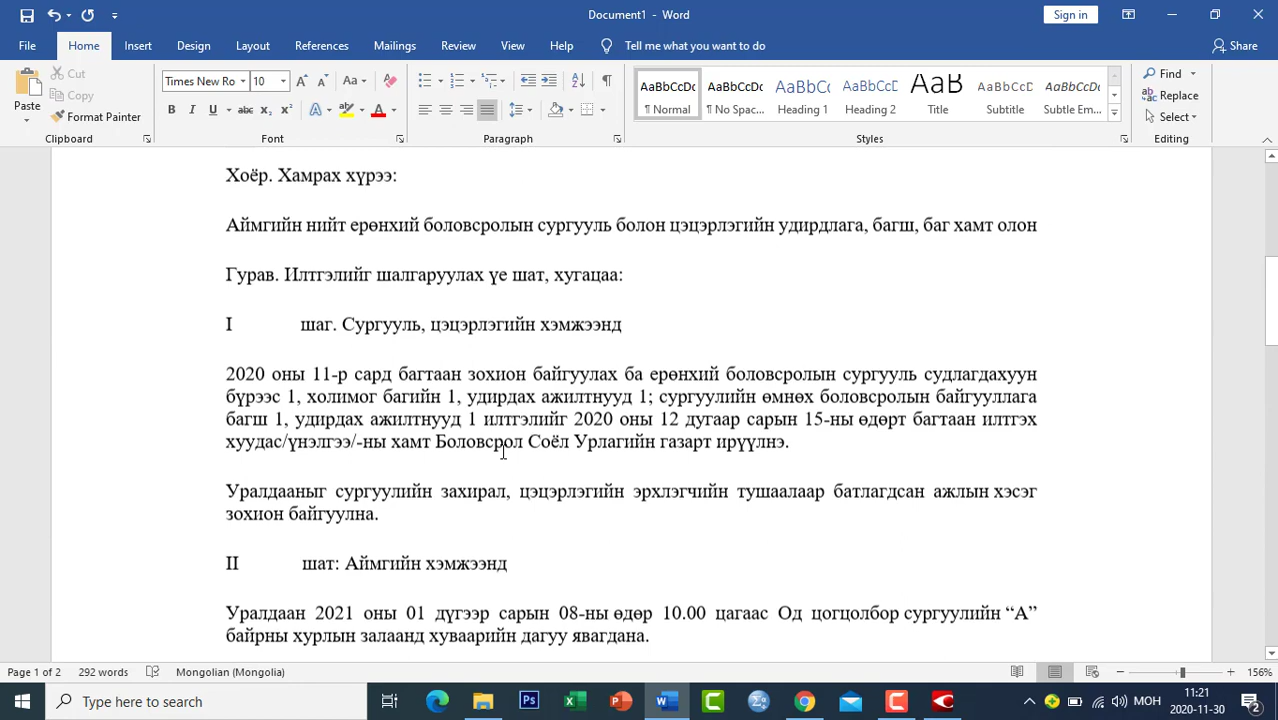 Document1 - Word
Sign in
File Home Insert Design Layout References Mailings Review View Help Tell me what you want to do Share
Paste
Cut
Copy
Format Painter
Clipboard
Times New Ro 10
Font
Paragraph
AaBbCcDc ¶ Normal
AaBbCcDc ¶ No Spac...
AaBbCc Heading 1
AaBbCcE Heading 2
AaB Title
AaBbCcD Subtitle
AaBbCcDc Subtle Em...
Styles
Find
Replace
Select
Editing
Хоёр. Хамрах хүрээ:
Аймгийн нийт ерөнхий боловсролын сургууль болон цэцэрлэгийн удирдлага, багш, баг хамт олон
Гурав. Илтгэлийг шалгаруулах үе шат, хугацаа:
I шаг. Сургууль, цэцэрлэгийн хэмжээнд
2020 оны 11-р сард багтаан зохион байгуулах ба ерөнхий боловсролын сургууль судлагдахуун
бүрээс 1, холимог багийн 1, удирдах ажилтнууд 1; сургуулийн өмнөх боловсролын байгууллага
багш 1, удирдах ажилтнууд 1 илтгэлийг 2020 оны 12 дугаар сарын 15-ны өдөрт багтаан илтгэх
хуудас/үнэлгээ/-ны хамт Боловсрол Соёл Урлагийн газарт ирүүлнэ.
Уралдааныг сургуулийн захирал, цэцэрлэгийн эрхлэгчийн тушаалаар батлагдсан ажлын хэсэг
зохион байгуулна.
II шат: Аймгийн хэмжээнд
Уралдаан 2021 оны 01 дүгээр сарын 08-ны өдөр 10.00 цагаас Од цогцолбор сургуулийн “А”
байрны хурлын залаанд хуваарийн дагуу явагдана.
Page 1 of 2 292 words Mongolian (Mongolia) 156%
Type here to search
МОН
11:21
2020-11-30
2